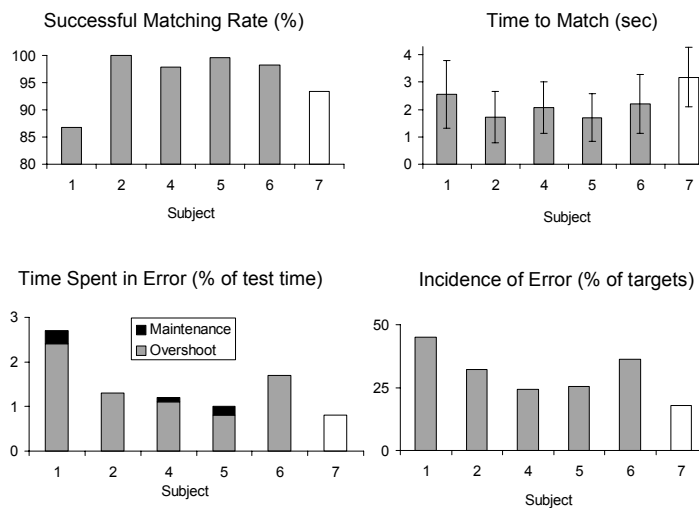 Successful Matching Rate (%)
100
95
90
85
80
1 2 4 5 6 7
Subject
Time to Match (sec)
4
3
2
1
0
1 2 4 5 6 7
Subject
Time Spent in Error (% of test time)
3
2
1
0
Maintenance
Overshoot
1 2 4 5 6 7
Subject
Incidence of Error (% of targets)
50
25
0
1 2 4 5 6 7
Subject